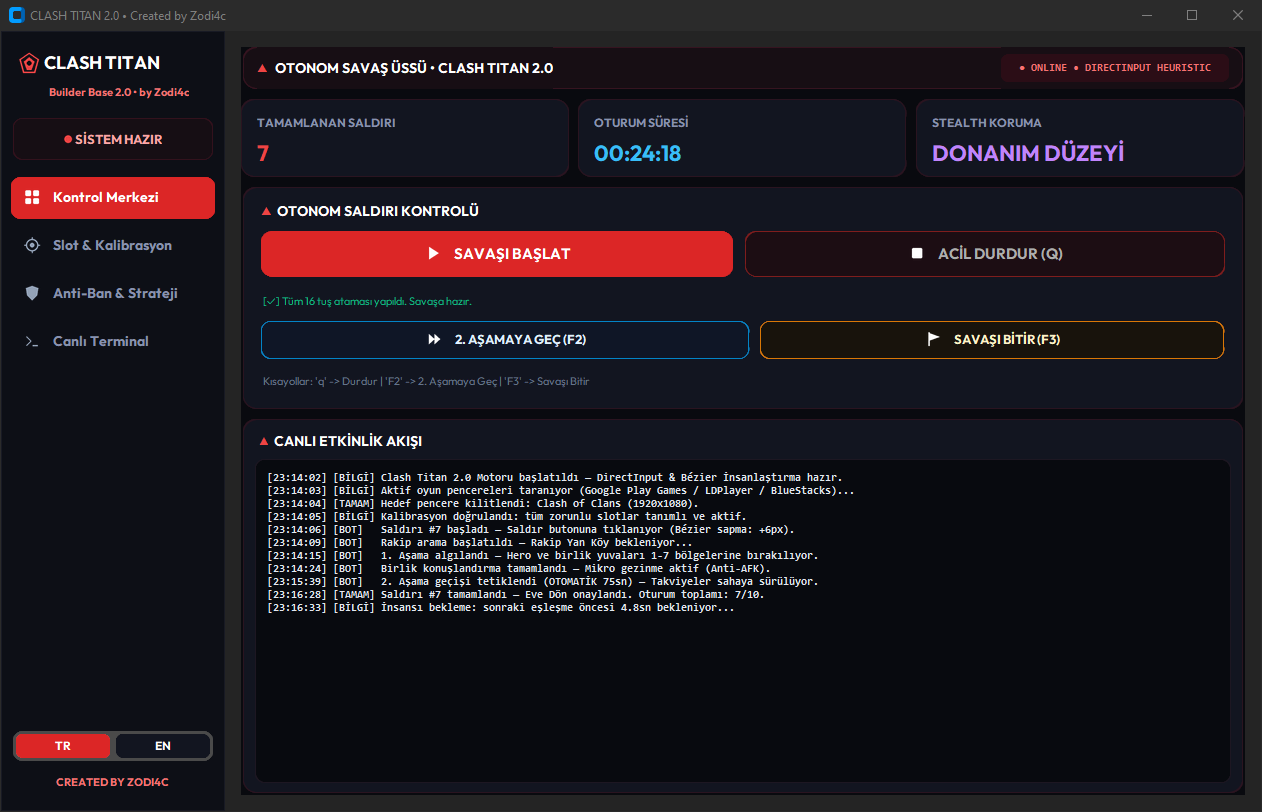 CLASH TITAN 2.0 • Created by Zodi4c
CLASH TITAN
Builder Base 2.0 • by Zodi4c
SİSTEM HAZIR
Kontrol Merkezi
Slot & Kalibrasyon
Anti-Ban & Strateji
Canlı Terminal
TR EN
CREATED BY ZODI4C
▲ OTONOM SAVAŞ ÜSSÜ • CLASH TITAN 2.0
● ONLINE ● DIRECTINPUT HEURISTIC
TAMAMLANAN SALDIRI
7
OTURUM SÜRESİ
00:24:18
STEALTH KORUMA
DONANIM DÜZEYİ
▲ OTONOM SALDIRI KONTROLÜ
SAVAŞI BAŞLAT
ACİL DURDUR (Q)
[✓] Tüm 16 tuş ataması yapıldı. Savaşa hazır.
2. AŞAMAYA GEÇ (F2)
SAVAŞI BİTİR (F3)
Kısayollar: 'q' -> Durdur | 'F2' -> 2. Aşamaya Geç | 'F3' -> Savaşı Bitir
▲ CANLI ETKİNLİK AKIŞI
[23:14:02] [BİLGİ] Clash Titan 2.0 Motoru başlatıldı — DirectInput & Bézier İnsanlaştırma hazır.
[23:14:03] [BİLGİ] Aktif oyun pencereleri taranıyor (Google Play Games / LDPlayer / BlueStacks)...
[23:14:04] [TAMAM] Hedef pencere kilitlendi: Clash of Clans (1920x1080).
[23:14:05] [BİLGİ] Kalibrasyon doğrulandı: tüm zorunlu slotlar tanımlı ve aktif.
[23:14:06] [BOT] Saldırı #7 başladı — Saldır butonuna tıklanıyor (Bézier sapma: +6px).
[23:14:09] [BOT] Rakip arama başlatıldı — Rakip Yan Köy bekleniyor...
[23:14:15] [BOT] 1. Aşama algılandı — Hero ve birlik yuvaları 1-7 bölgelerine bırakılıyor.
[23:14:24] [BOT] Birlik konuşlandırma tamamlandı — Mikro gezinme aktif (Anti-AFK).
[23:15:39] [BOT] 2. Aşama geçişi tetiklendi (OTOMATİK 75sn) — Takviyeler sahaya sürülüyor.
[23:16:28] [TAMAM] Saldırı #7 tamamlandı — Eve Dön onaylandı. Oturum toplamı: 7/10.
[23:16:33] [BİLGİ] İnsansı bekleme: sonraki eşleşme öncesi 4.8sn bekleniyor...